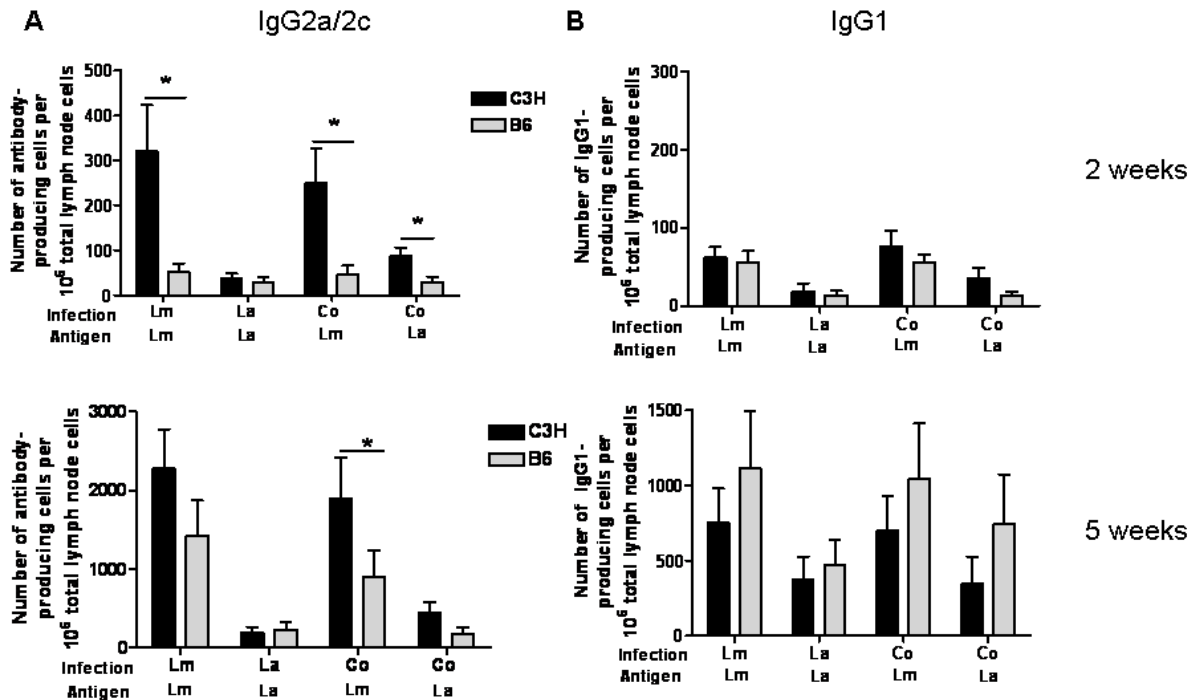 A
IgG2a/2c
Number of antibody-
producing cells per
10⁶ total lymph node cells
500
400
300
200
100
0
*
*
*
C3H
B6
Infection Lm La Co Co
Antigen Lm La Lm La
B
IgG1
Number of IgG1-
producing cells per
10⁶ total lymph node cells
300
200
100
0
Infection Lm La Co Co
Antigen Lm La Lm La
2 weeks
Number of antibody-
producing cells per
10⁶ total lymph node cells
3000
2000
1000
0
*
C3H
B6
Infection Lm La Co Co
Antigen Lm La Lm La
Number of IgG1-
producing cells per
10⁶ total lymph node cells
1500
1000
500
0
Infection Lm La Co Co
Antigen Lm La Lm La
5 weeks